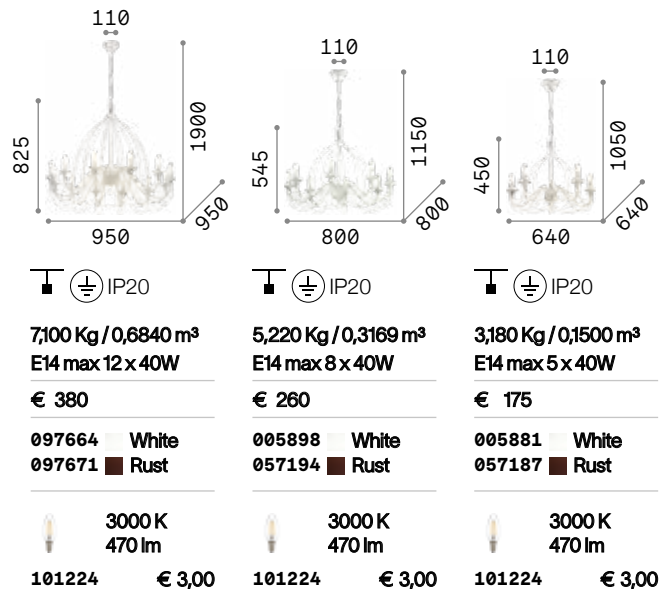 110
825
1900
950
950
IP20
7,100 Kg / 0,6840 m³
E14 max 12 x 40W
€ 380
097664 White
097671 Rust
3000 K
470 lm
101224 € 3,00
110
545
1150
800
800
IP20
5,220 Kg / 0,3169 m³
E14 max 8 x 40W
€ 260
005898 White
057194 Rust
3000 K
470 lm
101224 € 3,00
110
450
1050
640
640
IP20
3,180 Kg / 0,1500 m³
E14 max 5 x 40W
€ 175
005881 White
057187 Rust
3000 K
470 lm
101224 € 3,00